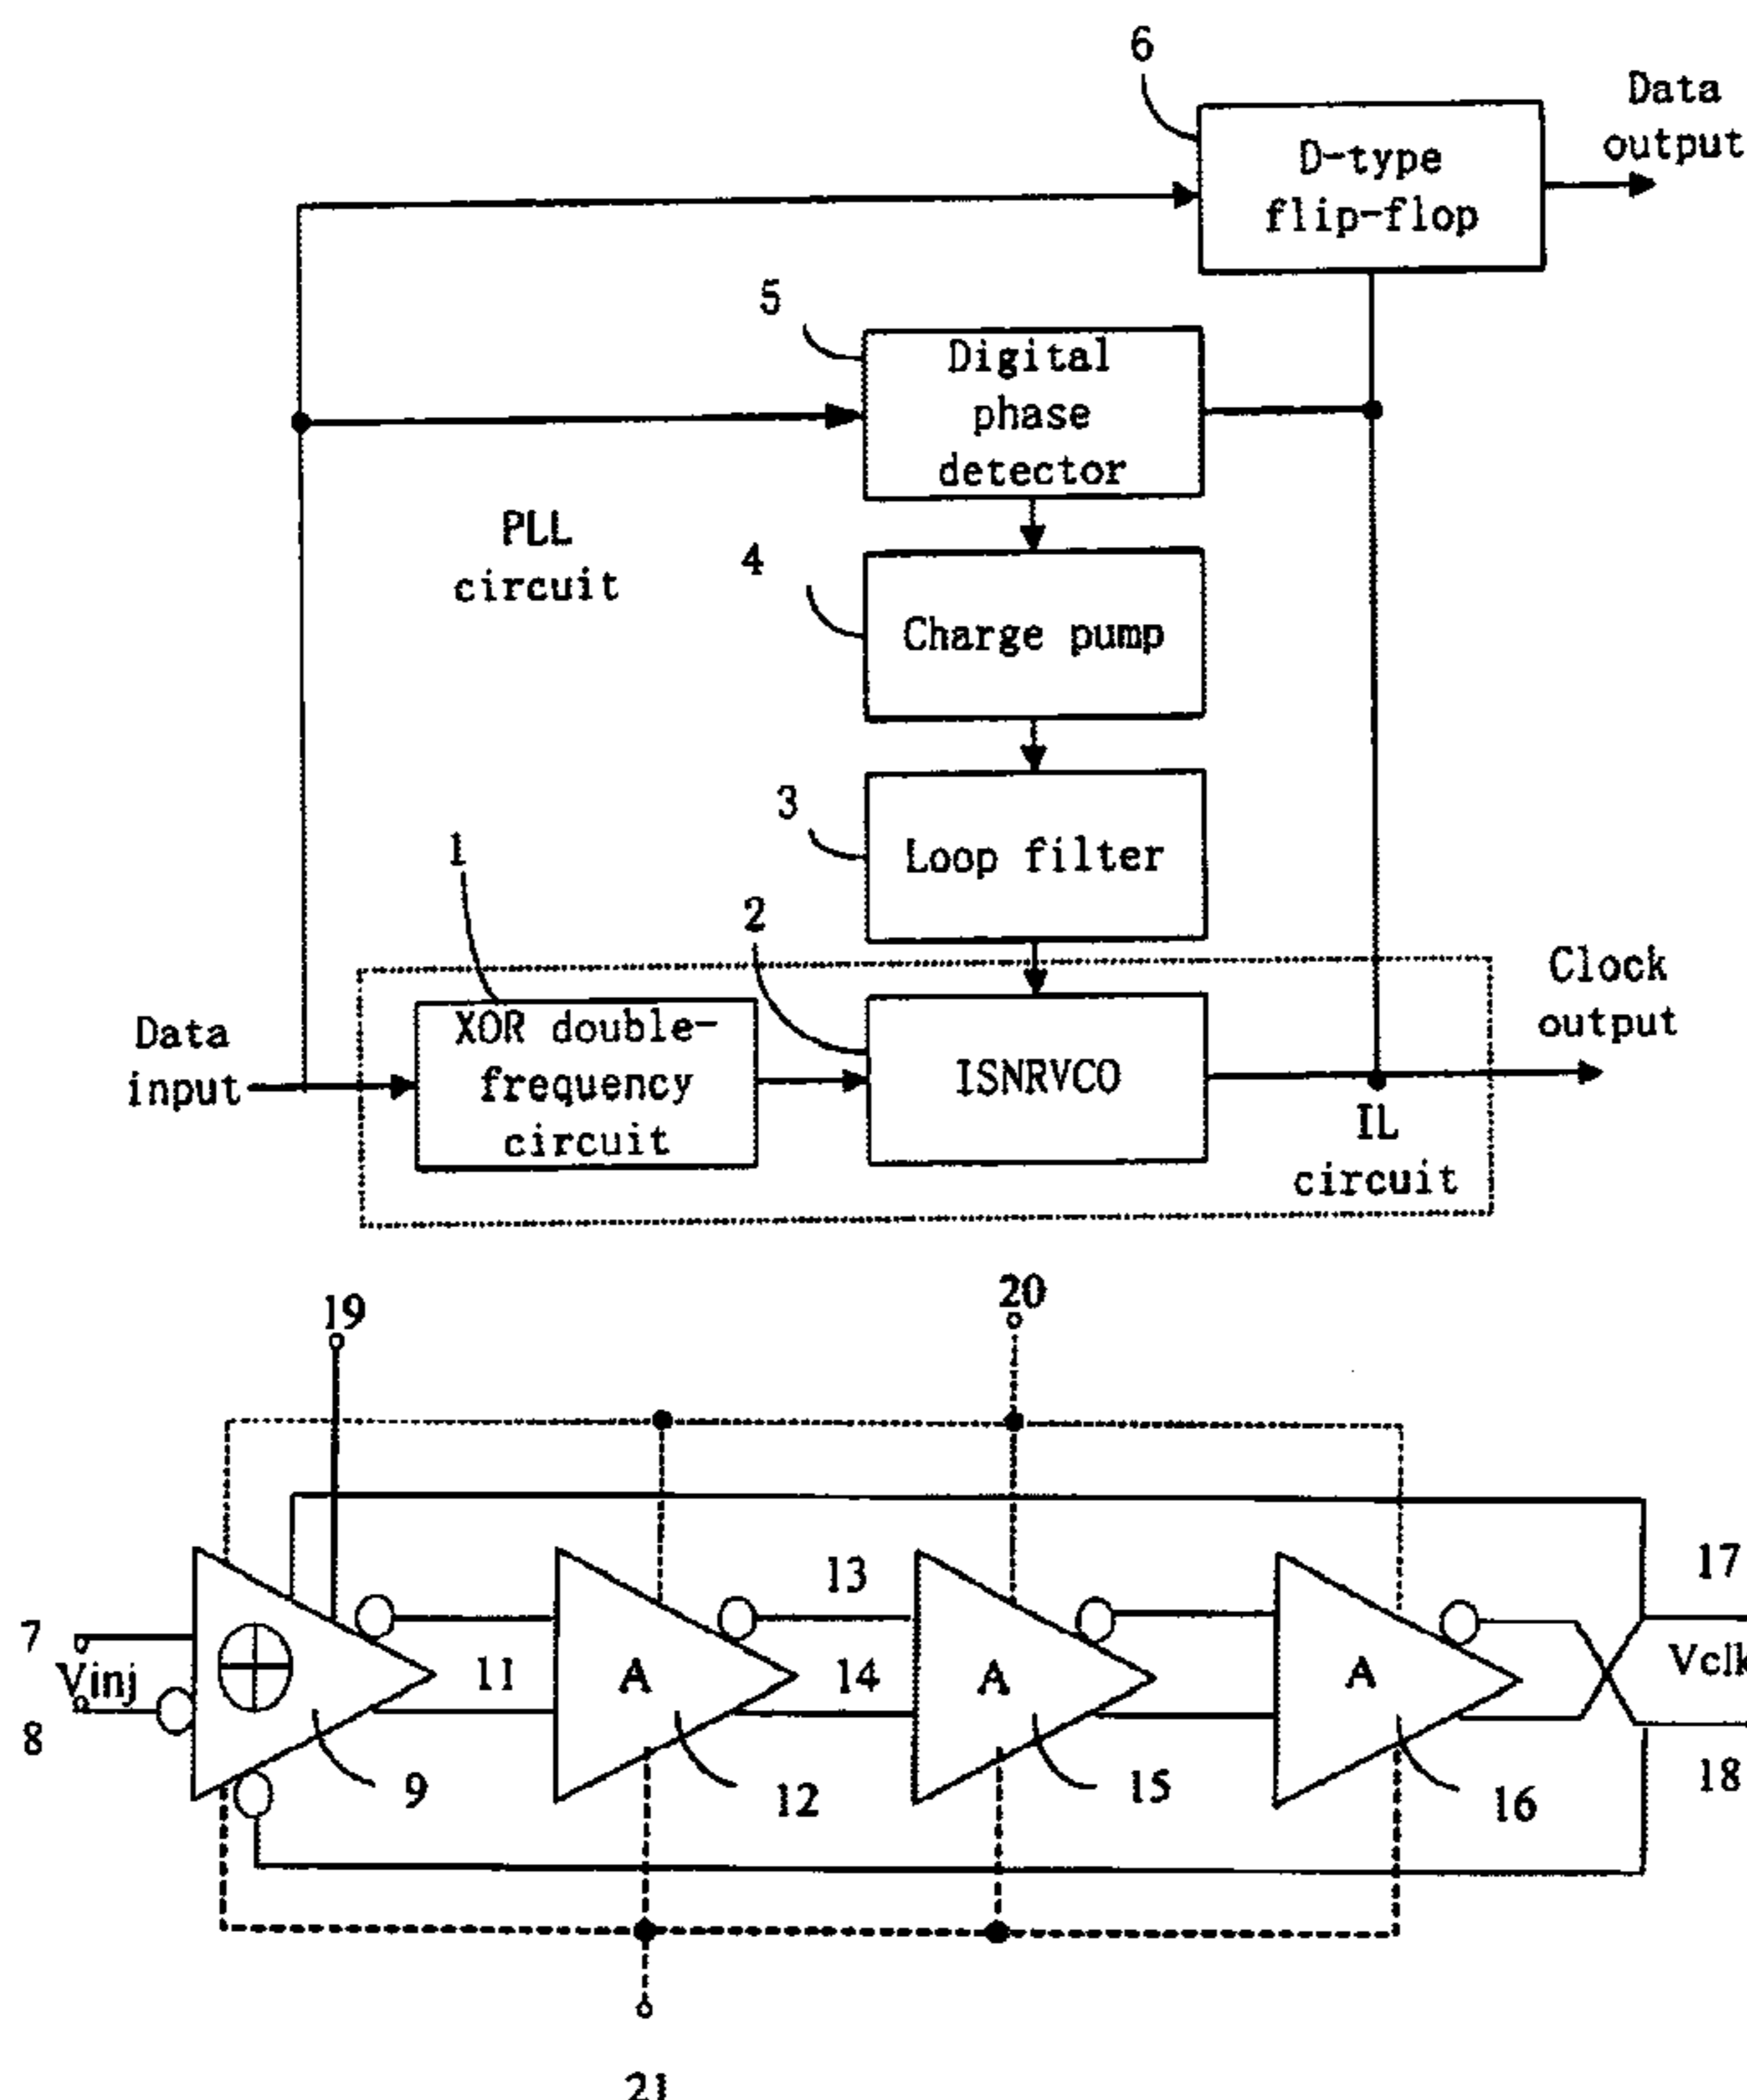 6
Data
output
D-type
flip-flop
5
Digital
phase
detector
PLL
circuit
4
Charge pump
3
Loop filter
1
2
Clock
output
Data
input
XOR double-
frequency
circuit
ISNRVCO
IL
circuit
19
20
13
17
7
Vinj
11
A
14
A
A
Vclk
8
9
12
15
16
18
21